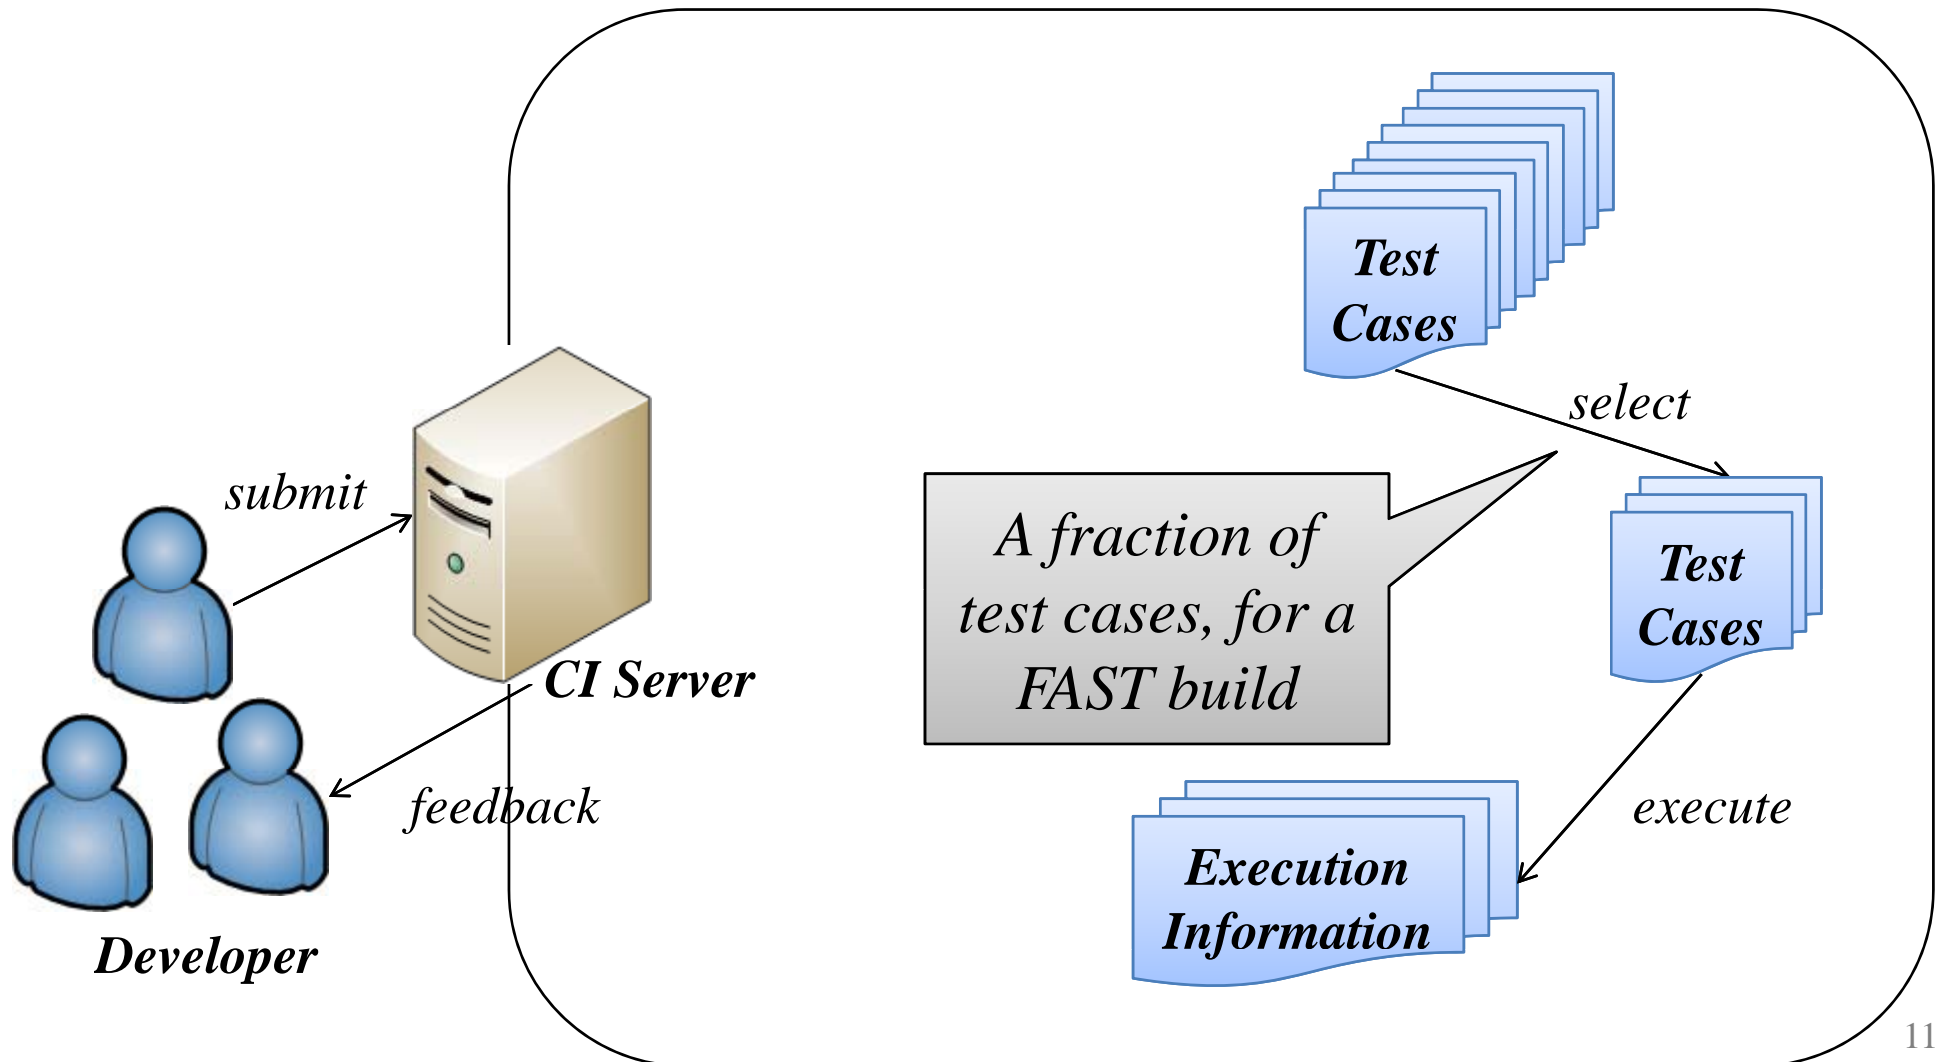 Test
Cases
select
submit
A fraction of
test cases, for a
FAST build
Test
Cases
CI Server
feedback
execute
Execution
Information
Developer
11